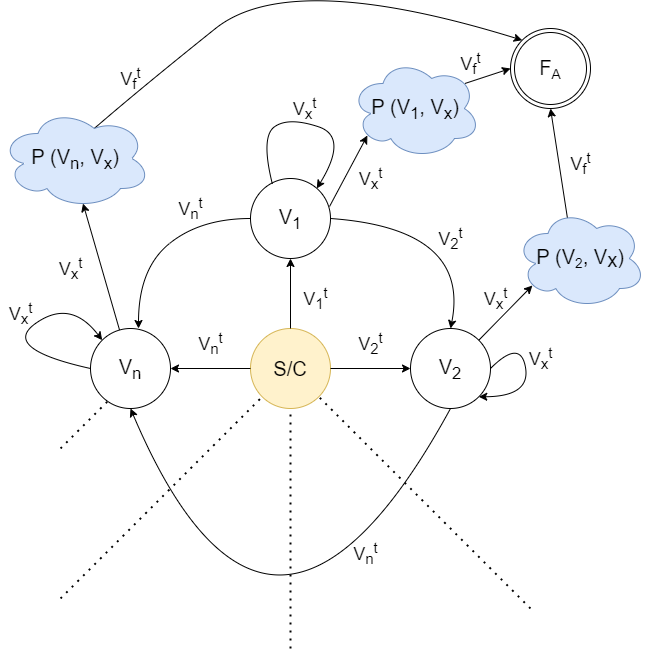 V_f^t
V_f^t
F_A
P (V_1, V_x)
V_x^t
P (V_n, V_x)
V_x^t
V_f^t
V_n^t
V_1
V_2^t
P (V_2, V_x)
V_x^t
V_x^t
V_1^t
V_x^t
V_n^t
V_2^t
V_n
S/C
V_2
V_x^t
V_n^t